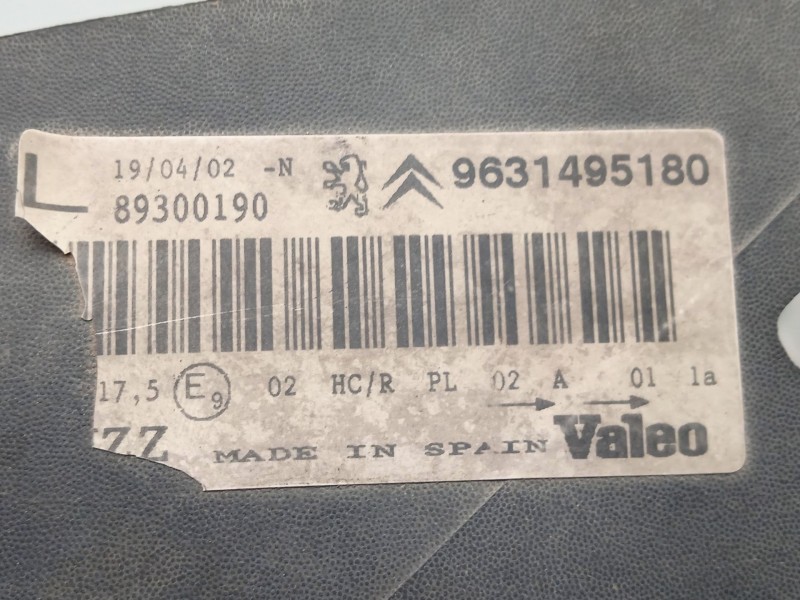 L 19/04/02 -N 9631495180
89300190
17,5 E9 02 HC/R PL 02 A 01 1a
ZZ MADE IN SPAIN Valeo